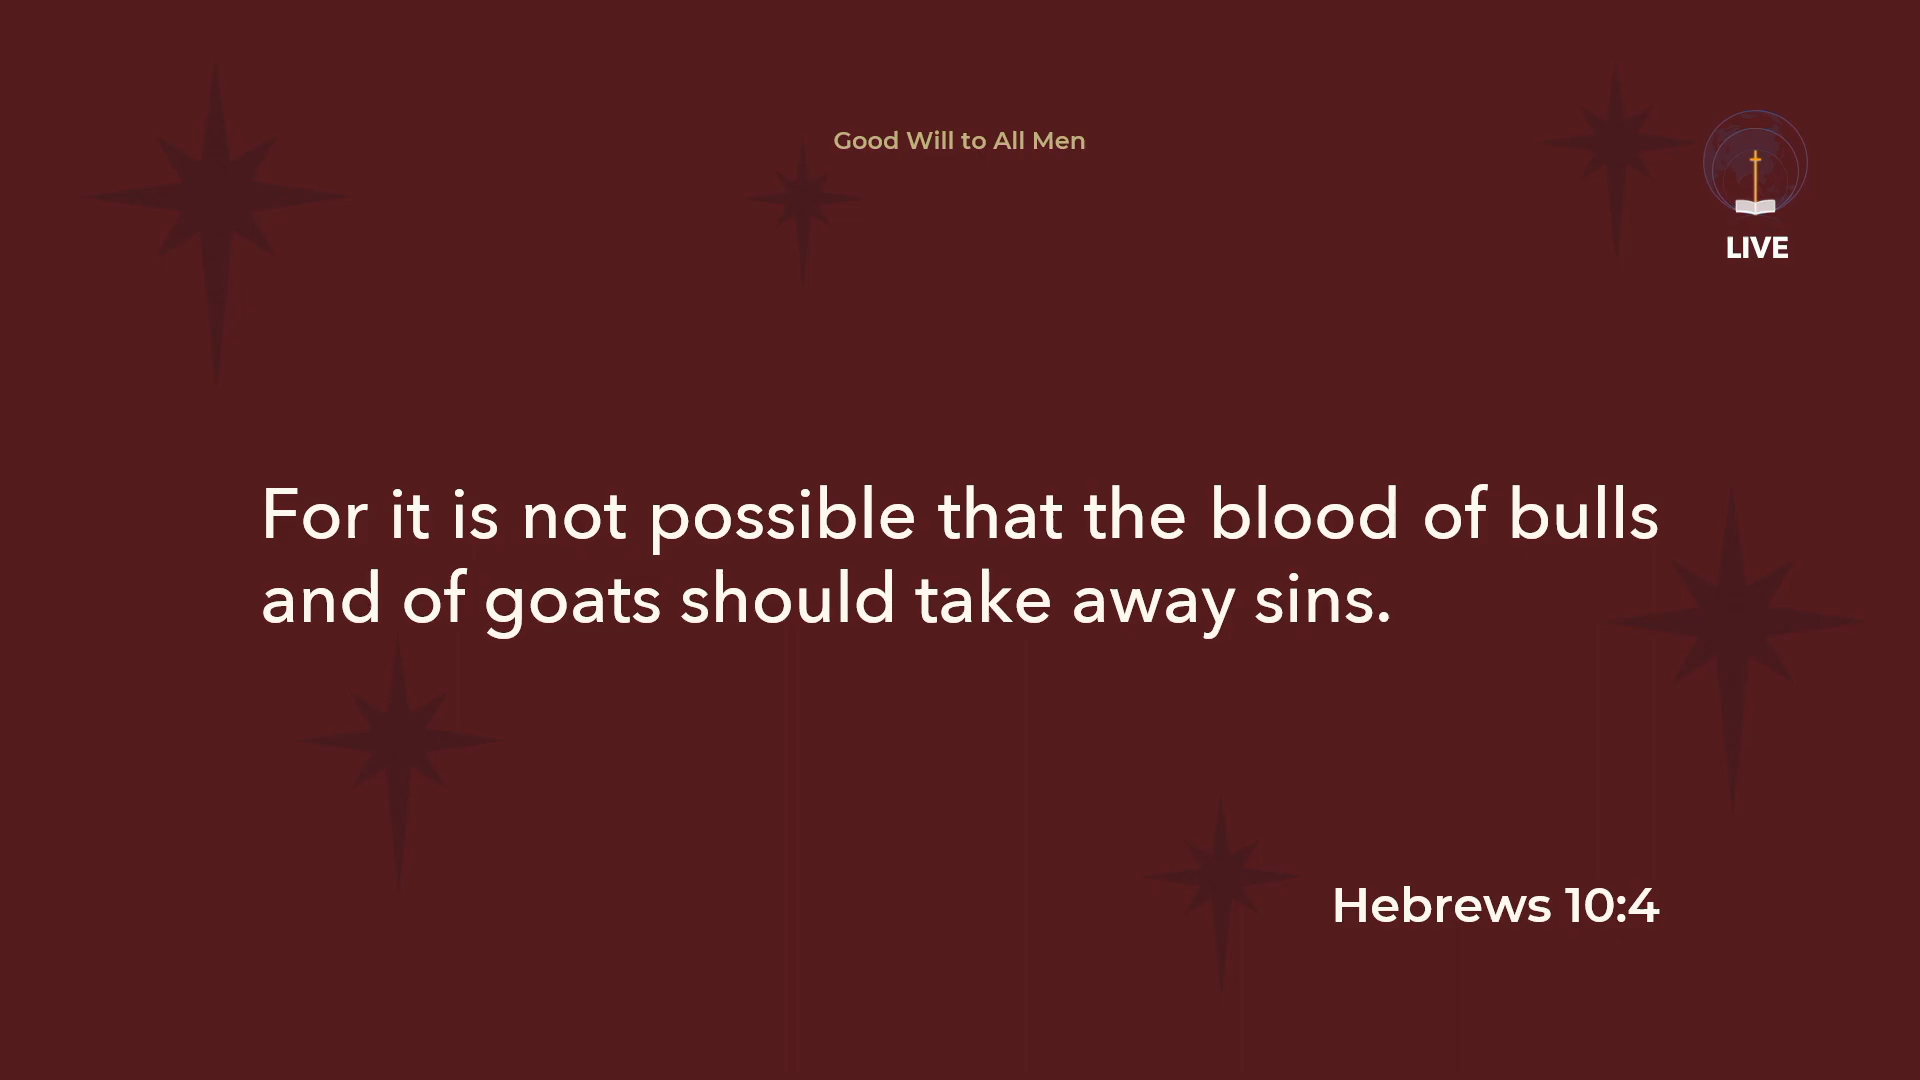 Good Will to All Men
LIVE
For it is not possible that the blood of bulls
and of goats should take away sins.
Hebrews 10:4